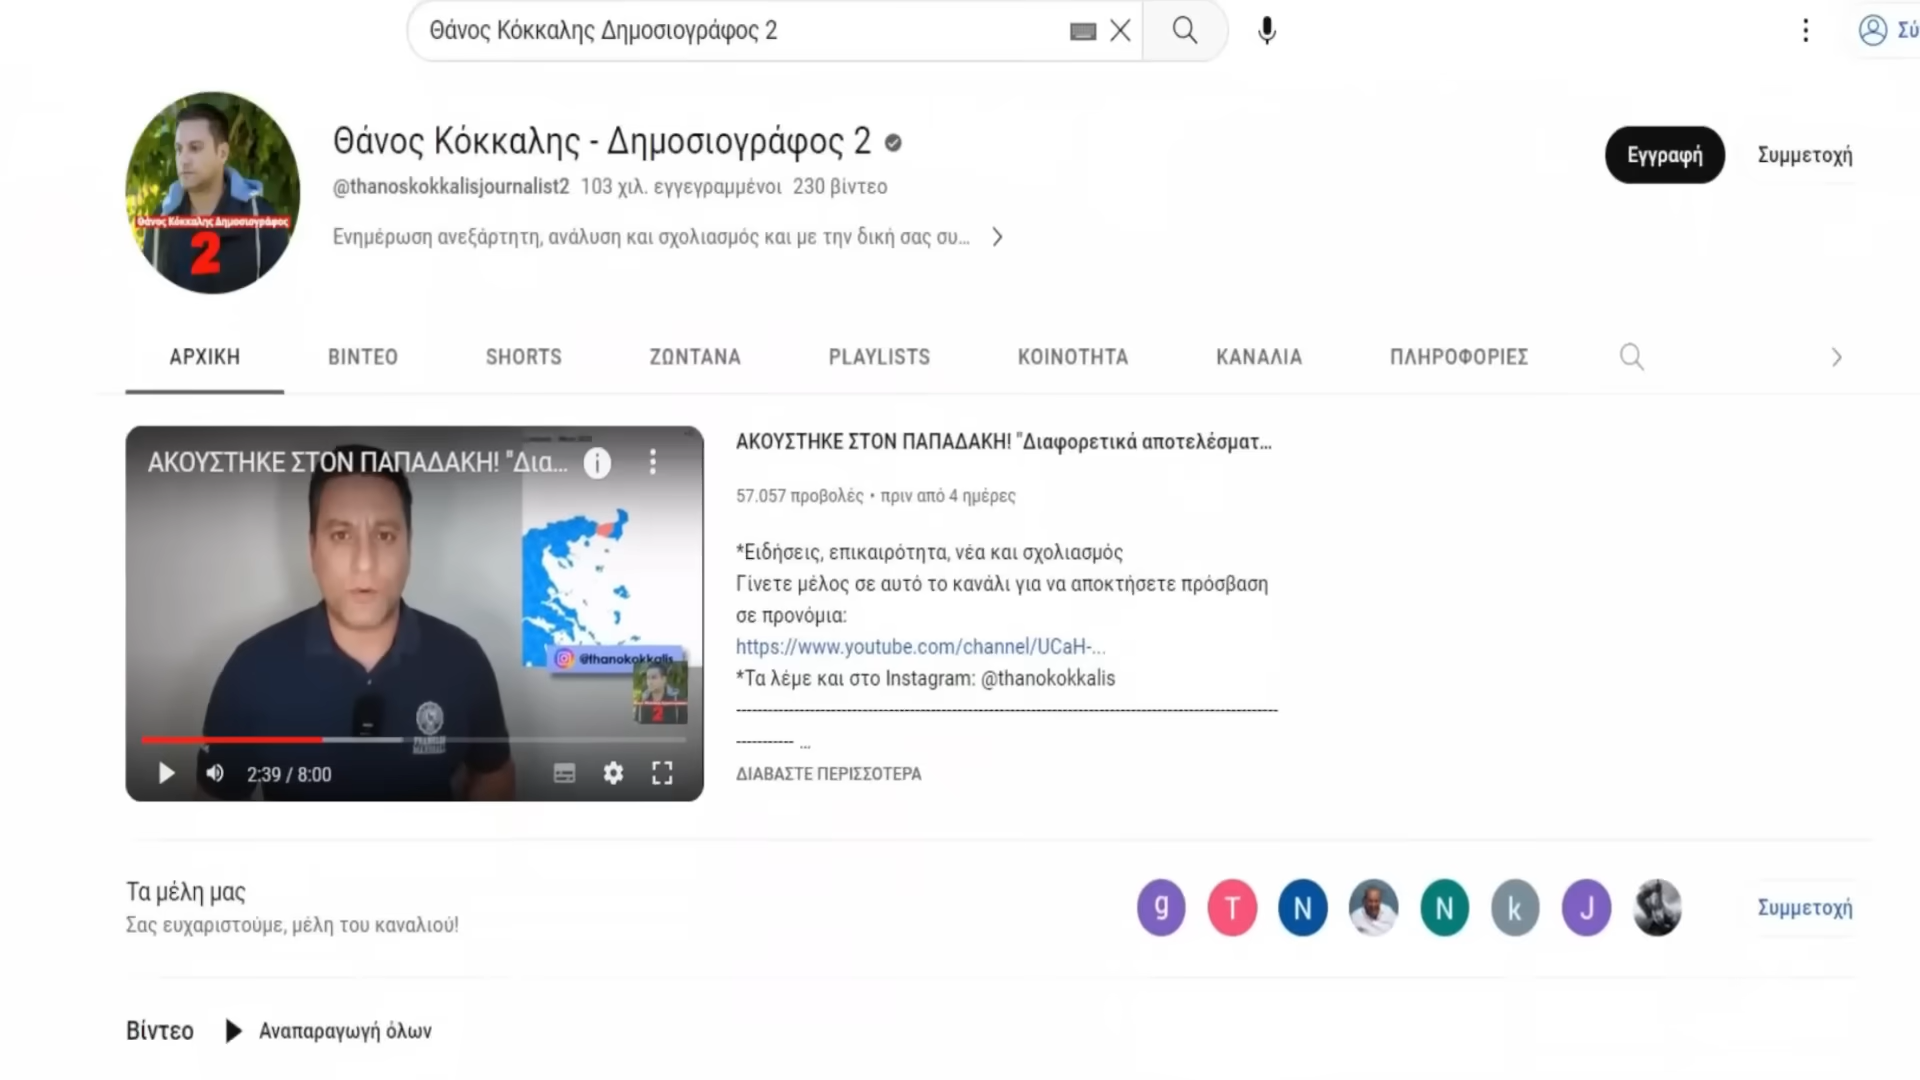 Θάνος Κόκκαλης Δημοσιογράφος 2
Σύ
Θάνος Κόκκαλης - Δημοσιογράφος 2
@thanoskokkalisjournalist2 103 χιλ. εγγεγραμμένοι 230 βίντεο
Εγγραφή
Συμμετοχή
Ενημέρωση ανεξάρτητη, ανάλυση και σχολιασμός και με την δική σας συ...
Θάνος Κόκκαλης Δημοσιογράφος
2
ΑΡΧΙΚΗ ΒΙΝΤΕΟ SHORTS ΖΩΝΤΑΝΑ PLAYLISTS ΚΟΙΝΟΤΗΤΑ ΚΑΝΑΛΙΑ ΠΛΗΡΟΦΟΡΙΕΣ
ΑΚΟΥΣΤΗΚΕ ΣΤΟΝ ΠΑΠΑΔΑΚΗ! "Δια...
@thanokokkalis
2
2:39 / 8:00
ΑΚΟΥΣΤΗΚΕ ΣΤΟΝ ΠΑΠΑΔΑΚΗ! "Διαφορετικά αποτελέσματ...
57.057 προβολές • πριν από 4 ημέρες
*Ειδήσεις, επικαιρότητα, νέα και σχολιασμός
Γίνετε μέλος σε αυτό το κανάλι για να αποκτήσετε πρόσβαση
σε προνόμια:
https://www.youtube.com/channel/UCaH-...
*Τα λέμε και στο Instagram: @thanokokkalis
---------------------------------------------------------------------------------------------
----------- ...
ΔΙΑΒΑΣΤΕ ΠΕΡΙΣΣΟΤΕΡΑ
Τα μέλη μας
Σας ευχαριστούμε, μέλη του καναλιού!
g T N N k J
Συμμετοχή
Βίντεο Αναπαραγωγή όλων